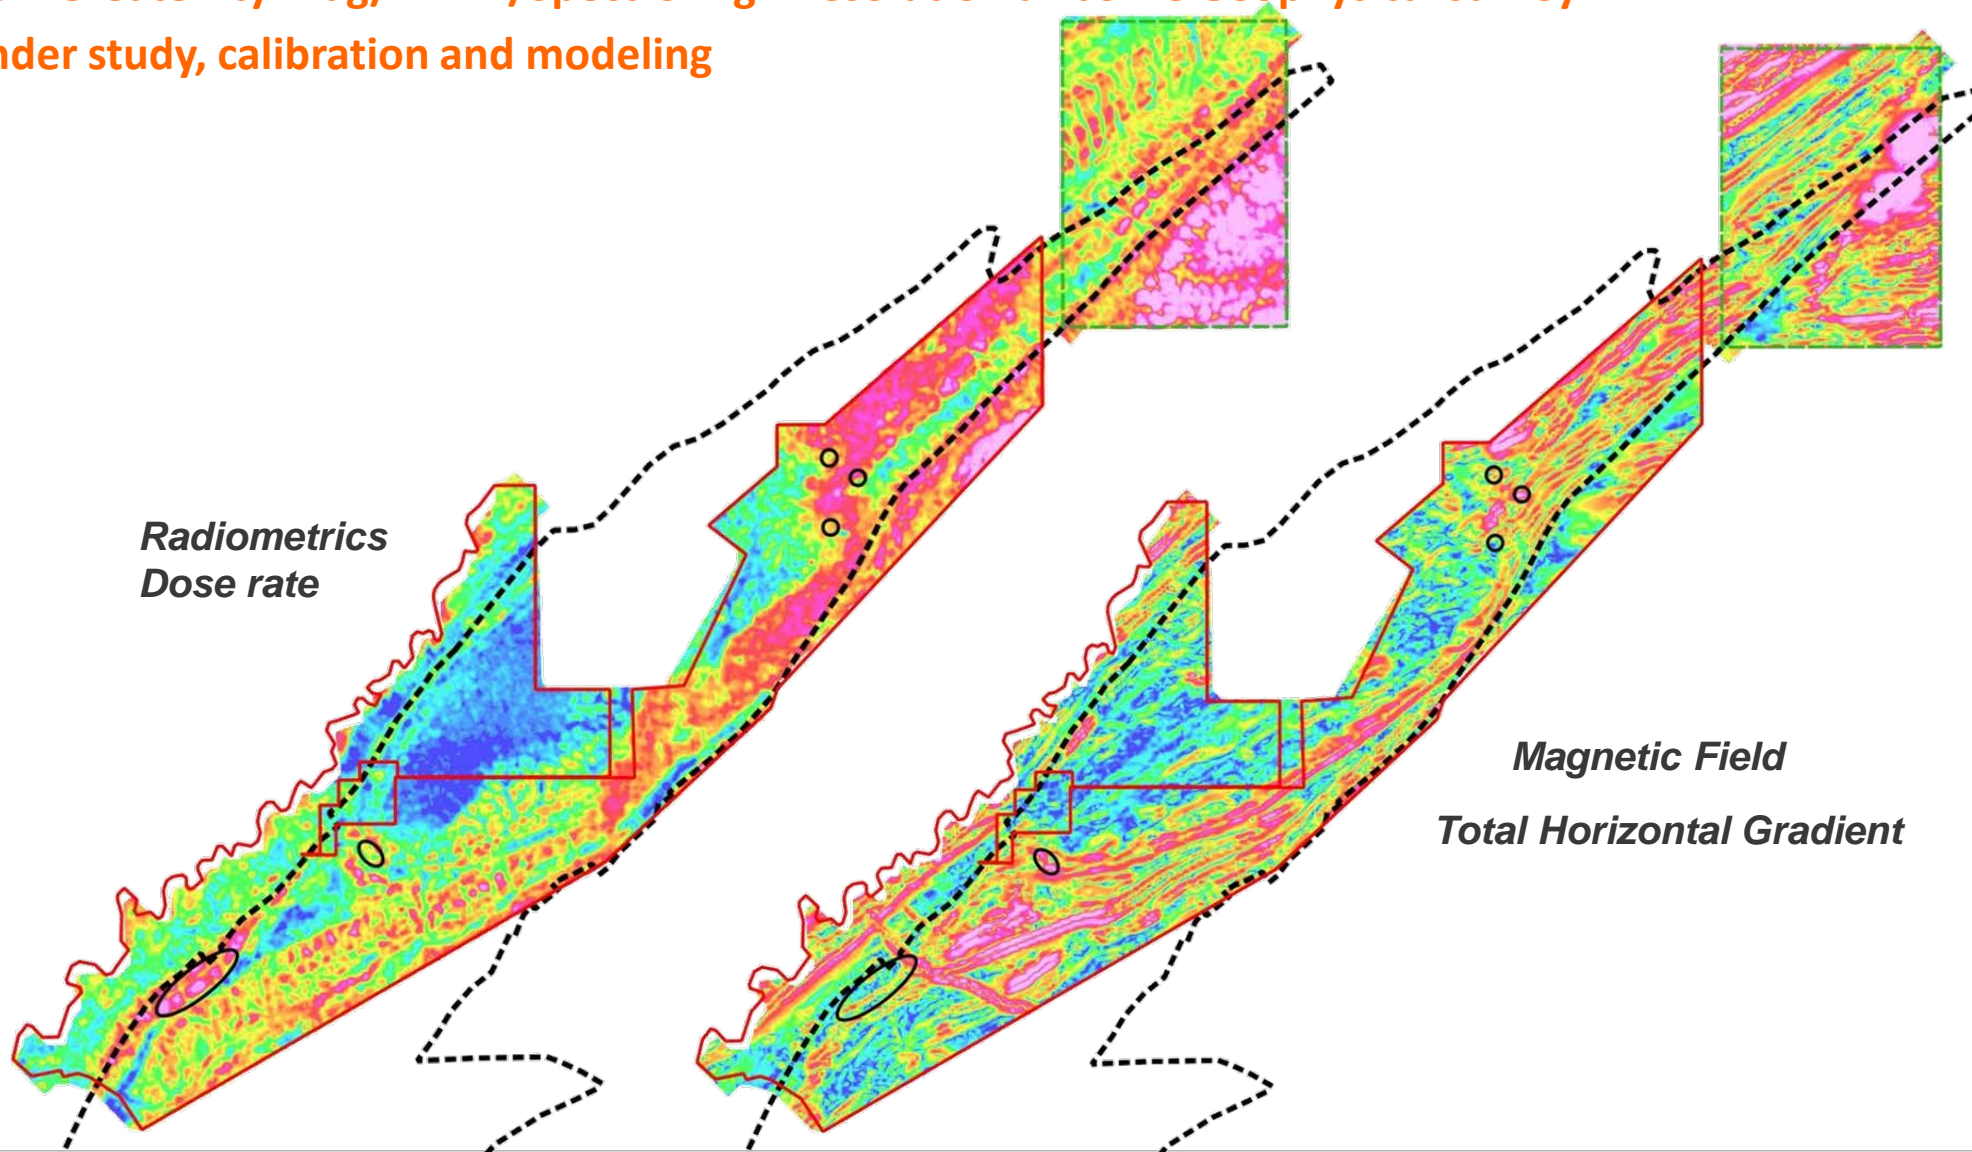 nder study, calibration and modeling
Radiometrics
Dose rate
Magnetic Field
Total Horizontal Gradient